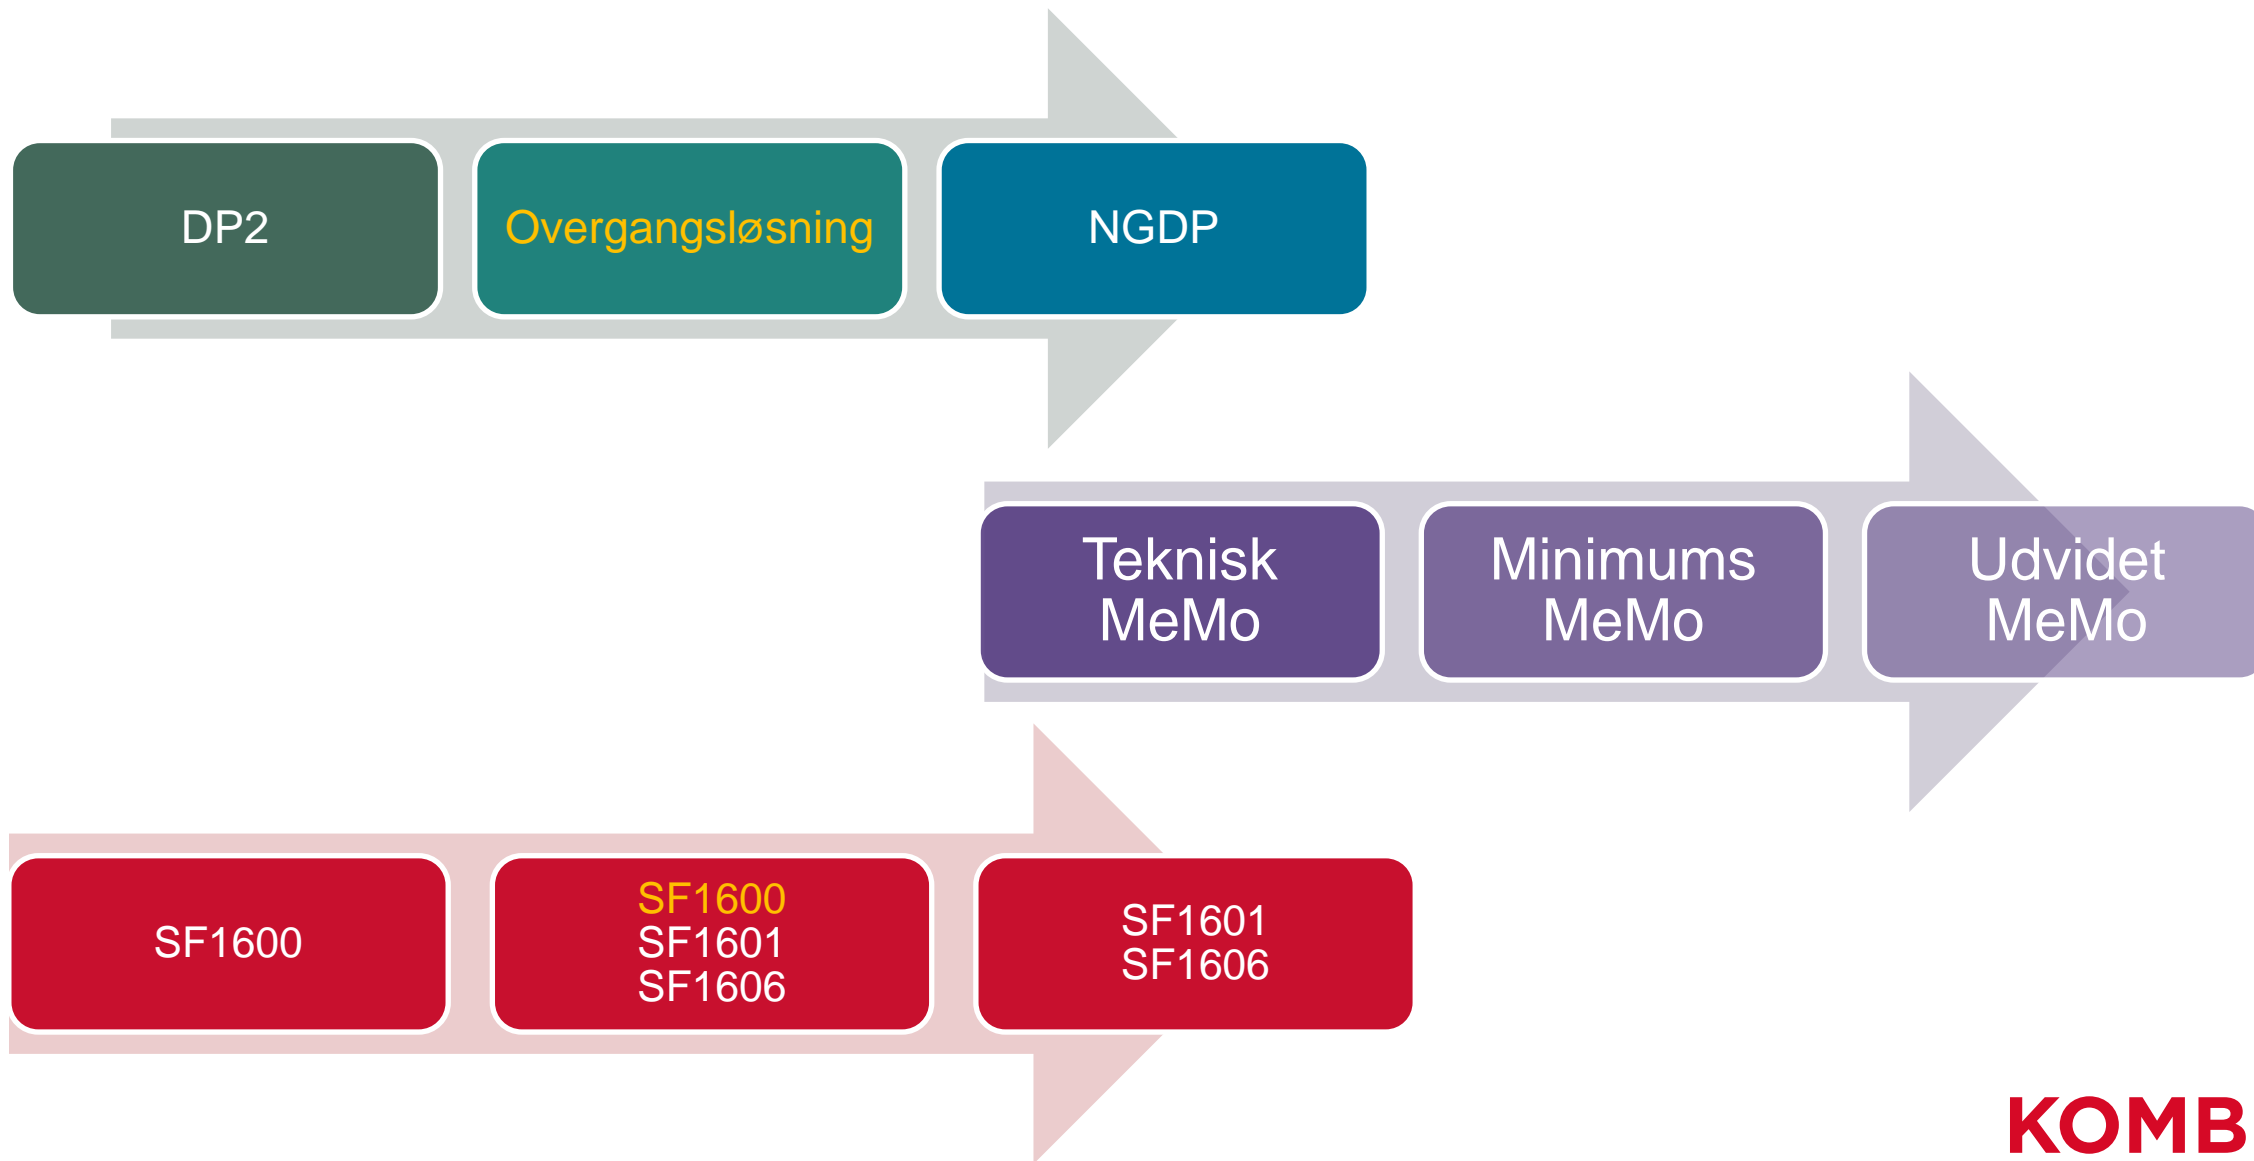 DP2
Overgangsløsning
NGDP
Teknisk
MeMo
Minimums
MeMo
Udvidet
MeMo
SF1600
SF1600
SF1601
SF1606
SF1601
SF1606
KOMB